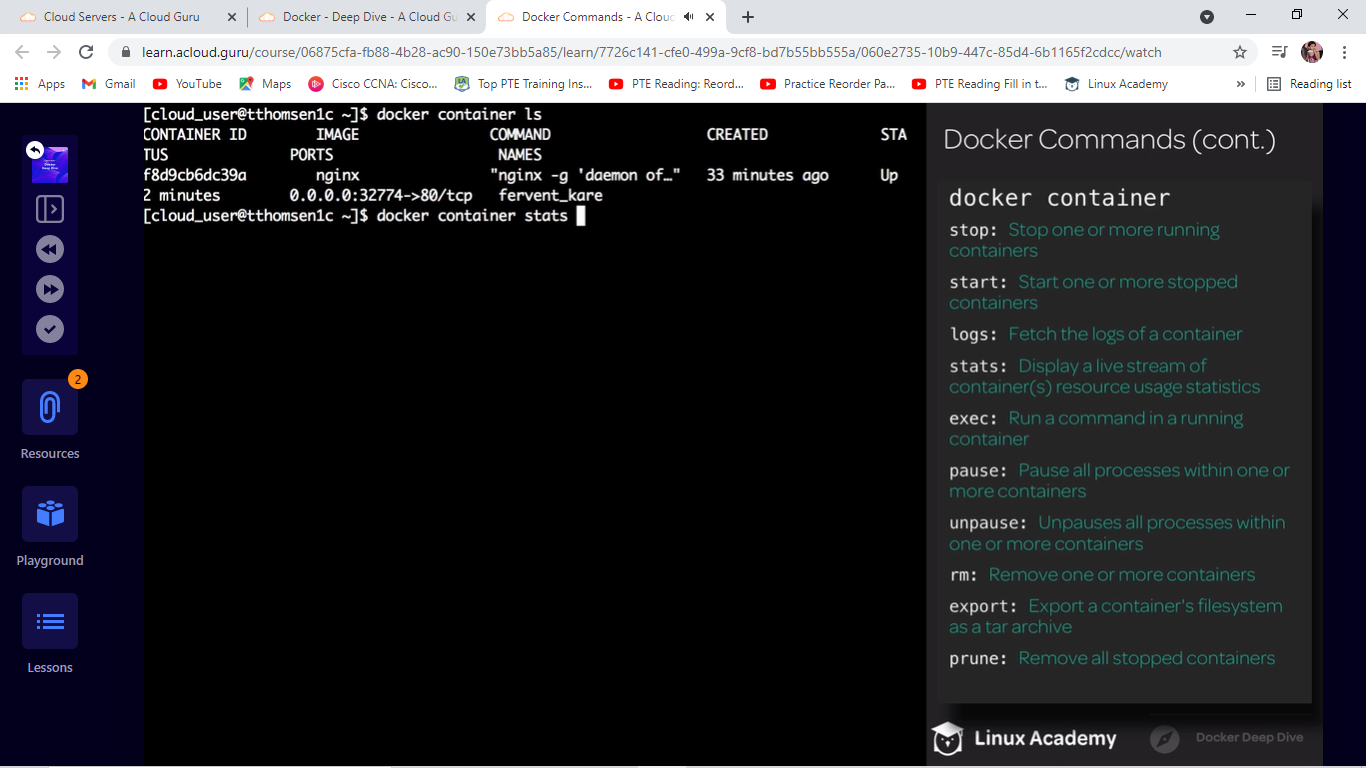 Cloud Servers - A Cloud Guru
Docker - Deep Dive - A Cloud Gu
Docker Commands - A Cloud
learn.acloud.guru/course/06875cfa-fb88-4b28-ac90-150e73bb5a85/learn/7726c141-cfe0-499a-9cf8-bd7b55bb555a/060e2735-10b9-447c-85d4-6b1165f2cdcc/watch
Apps
Gmail
YouTube
Maps
Cisco CCNA: Cisco...
Top PTE Training Ins...
PTE Reading: Reord...
Practice Reorder Pa...
PTE Reading Fill in t...
Linux Academy
»
Reading list
2
Resources
Playground
Lessons
[cloud_user@tthomsen1c ~]$ docker container ls
CONTAINER ID IMAGE COMMAND CREATED STA
TUS PORTS NAMES
f8d9cb6dc39a nginx "nginx -g 'daemon of…" 33 minutes ago Up
2 minutes 0.0.0.0:32774->80/tcp fervent_kare
[cloud_user@tthomsen1c ~]$ docker container stats
Docker Commands (cont.)
docker container
stop: Stop one or more running
containers
start: Start one or more stopped
containers
logs: Fetch the logs of a container
stats: Display a live stream of
container(s) resource usage statistics
exec: Run a command in a running
container
pause: Pause all processes within one or
more containers
unpause: Unpauses all processes within
one or more containers
rm: Remove one or more containers
export: Export a container's filesystem
as a tar archive
prune: Remove all stopped containers
Linux Academy
Docker Deep Dive